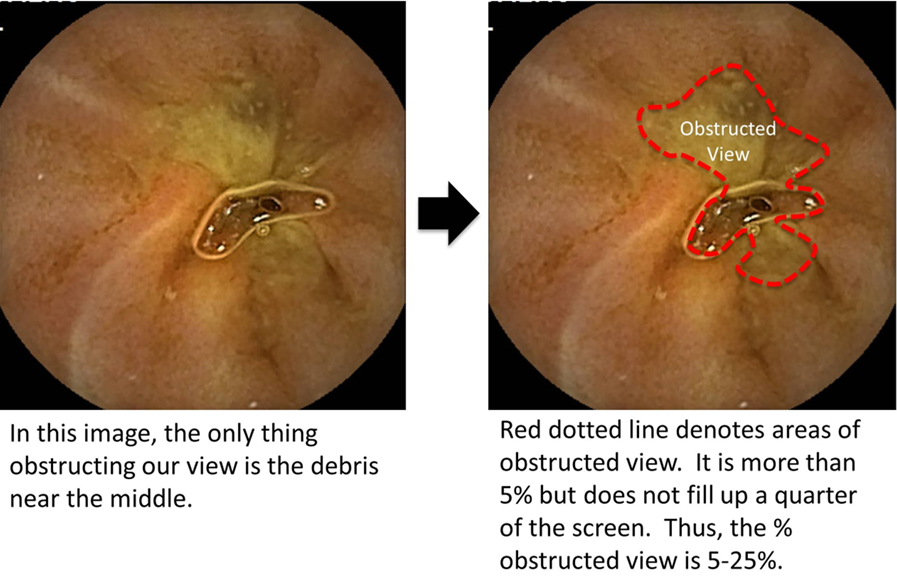 Obstructed
View
In this image, the only thing
obstructing our view is the debris
near the middle.
Red dotted line denotes areas of
obstructed view.  It is more than
5% but does not fill up a quarter
of the screen.  Thus, the %
obstructed view is 5-25%.